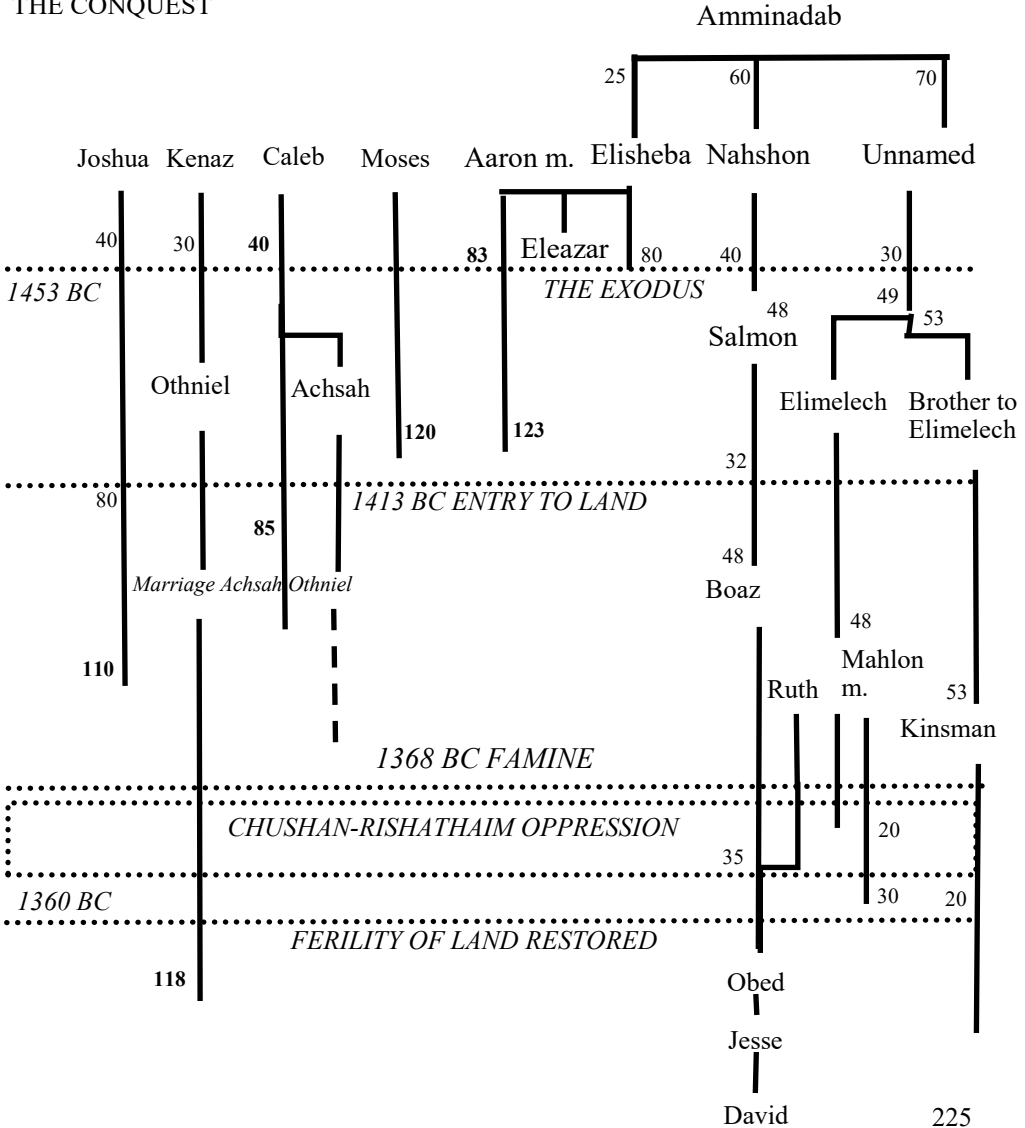 THE CONQUEST
Amminadab
25 60 70
Joshua Kenaz Caleb Moses Aaron m. Elisheba Nahshon Unnamed
40 30 40 83 Eleazar 80 40 30
1453 BC THE EXODUS 49
48 53
Salmon
Othniel Achsah Elimelech Brother to
Elimelech
120 123
32
80 1413 BC ENTRY TO LAND
85
48
Marriage Achsah Othniel Boaz
48
110 Mahlon
Ruth m. 53
Kinsman
1368 BC FAMINE
CHUSHAN-RISHATHAIM OPPRESSION 20
35
1360 BC 30 20
FERILITY OF LAND RESTORED
118
Obed
Jesse
David 225